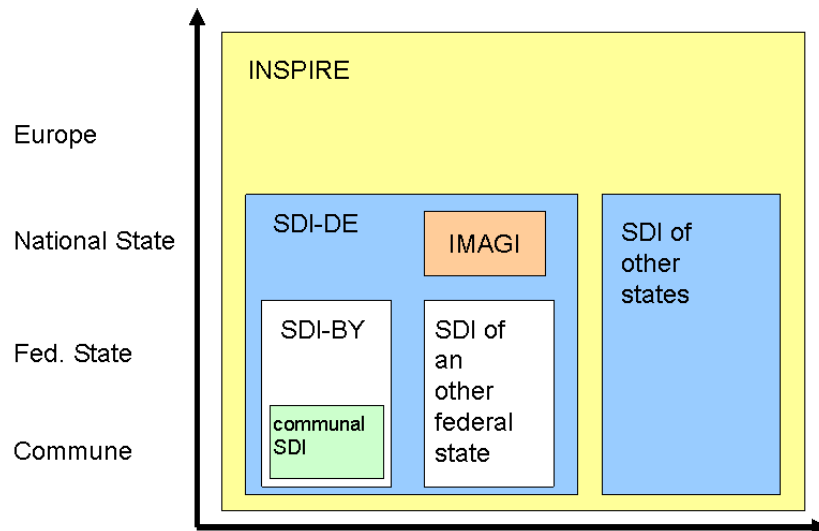 INSPIRE
Europe
National State
SDI-DE
IMAGI
SDI of
other
states
Fed. State
SDI-BY
SDI of
an
other
federal
state
Commune
communal
SDI